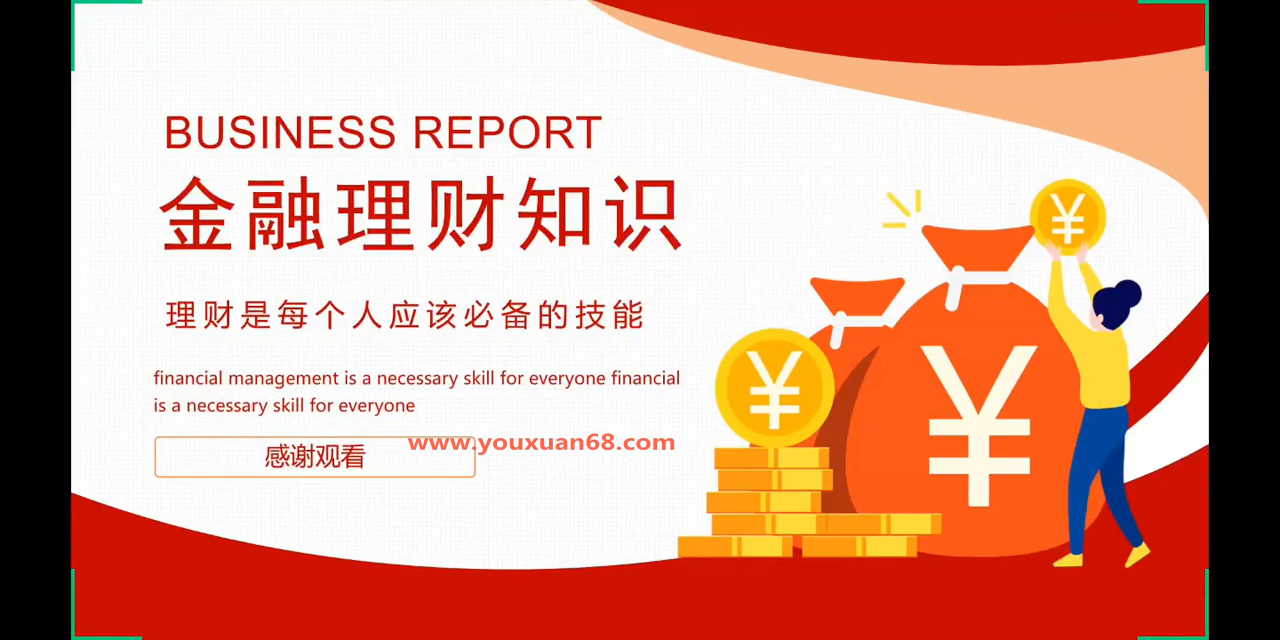 BUSINESS REPORT
金融理财知识
理财是每个人应该必备的技能
financial management is a necessary skill for everyone financial
is a necessary skill for everyone
www.youxuan68.com
感谢观看
¥
¥
¥